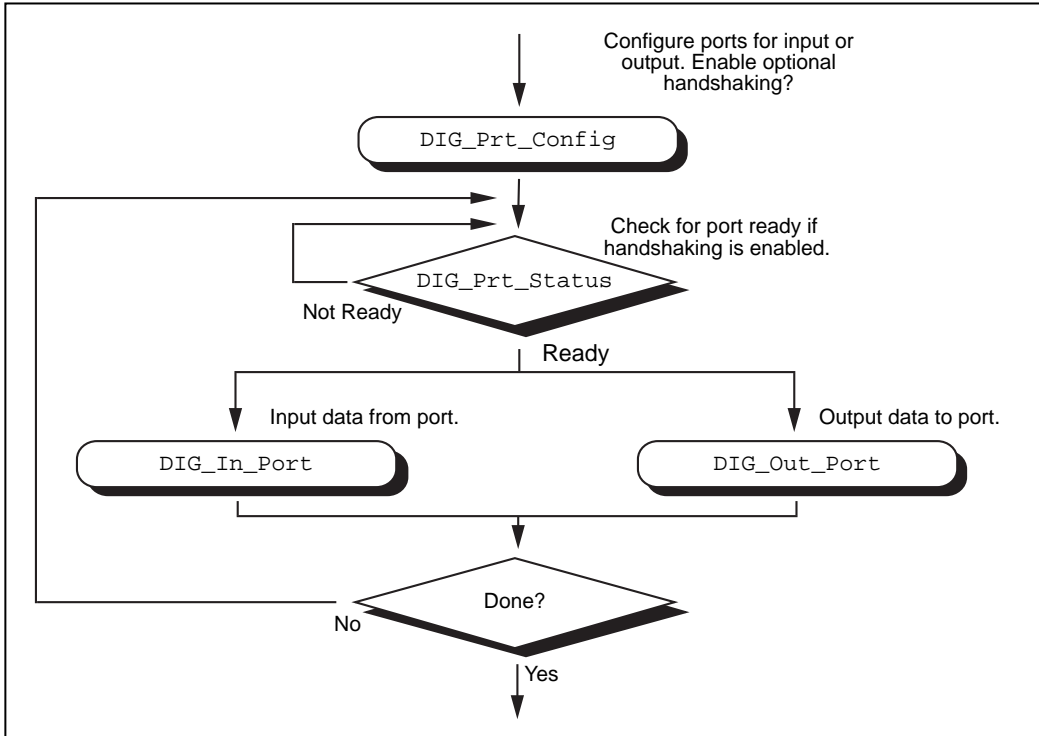 Configure ports for input or
output. Enable optional
handshaking?
DIG_Prt_Config
Check for port ready if
handshaking is enabled.
DIG_Prt_Status
Not Ready
Ready
Input data from port.
Output data to port.
DIG_In_Port
DIG_Out_Port
Done?
No
Yes